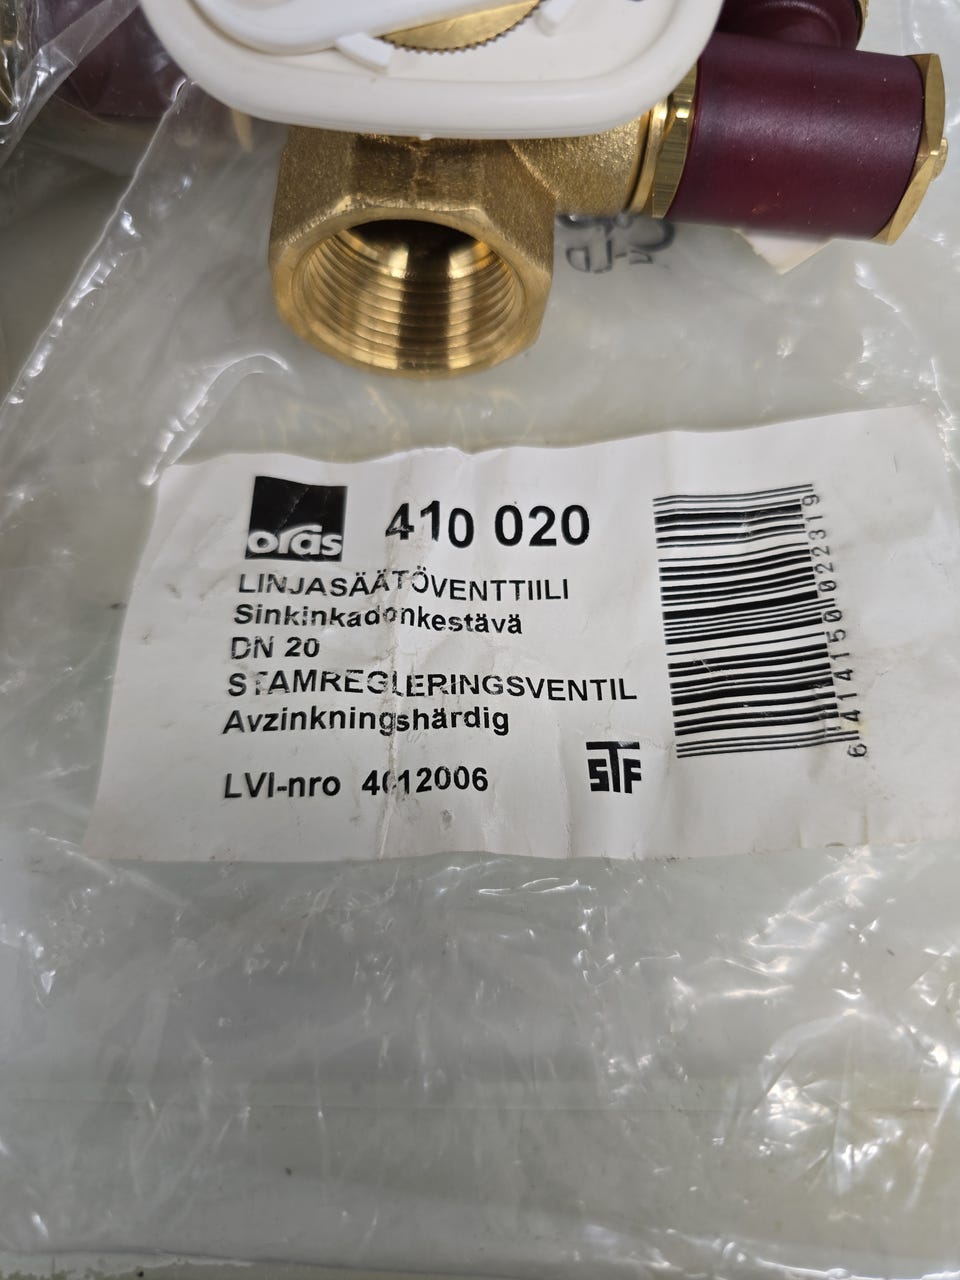 oras
410 020
LINJASÄÄTÖVENTTIILI
Sinkinkadonkestävä
DN 20
STAMREGLERINGSVENTIL
Avzinkningshärdig
LVI-nro 4012006
STF
6414150022319